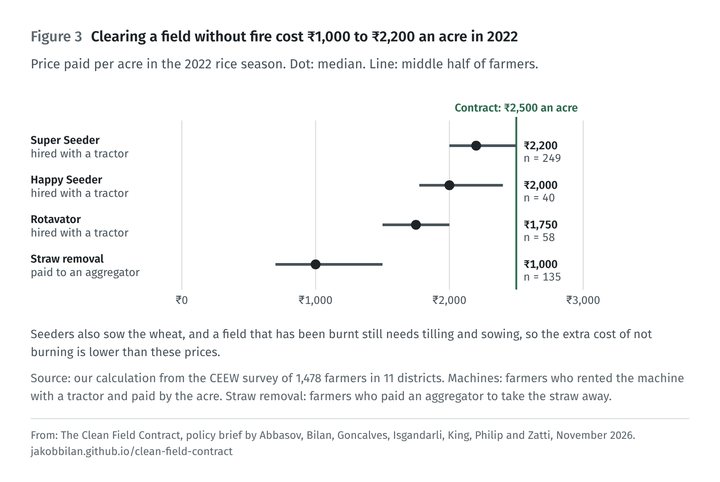 Figure 3 Clearing a field without fire cost ₹1,000 to ₹2,200 an acre in 2022
Price paid per acre in the 2022 rice season. Dot: median. Line: middle half of farmers.
Contract: ₹2,500 an acre
Super Seeder
hired with a tractor
₹2,200
n = 249
Happy Seeder
hired with a tractor
₹2,000
n = 40
Rotavator
hired with a tractor
₹1,750
n = 58
Straw removal
paid to an aggregator
₹1,000
n = 135
₹0 ₹1,000 ₹2,000 ₹3,000
Seeders also sow the wheat, and a field that has been burnt still needs tilling and sowing, so the extra cost of not
burning is lower than these prices.
Source: our calculation from the CEEW survey of 1,478 farmers in 11 districts. Machines: farmers who rented the machine
with a tractor and paid by the acre. Straw removal: farmers who paid an aggregator to take the straw away.
From: The Clean Field Contract, policy brief by Abbasov, Bilan, Goncalves, Isgandarli, King, Philip and Zatti, November 2026.
jakobbilan.github.io/clean-field-contract